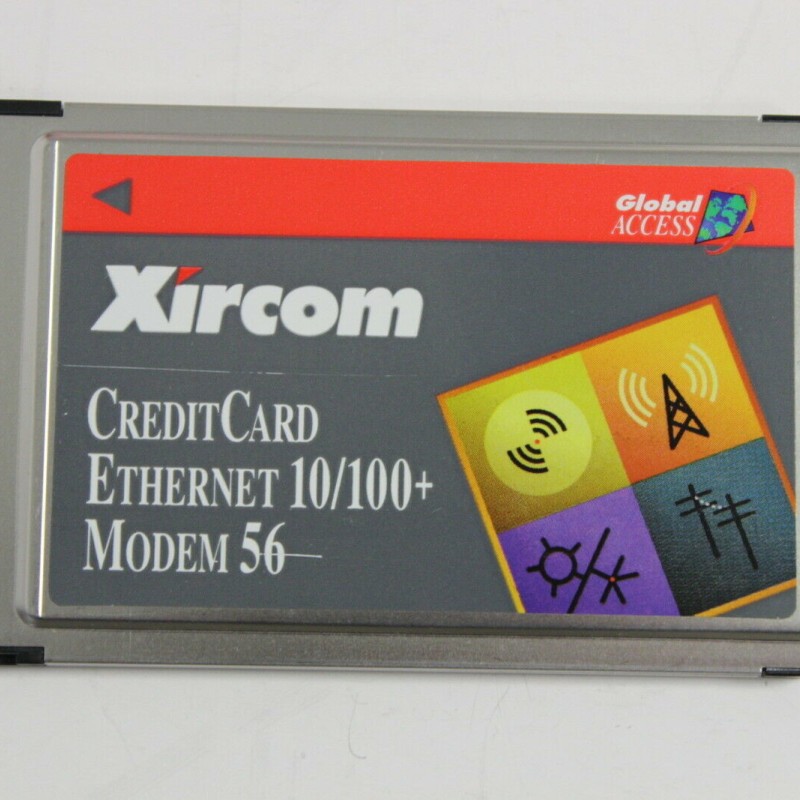 Global
ACCESS
Xircom
CREDITCARD
ETHERNET 10/100+
MODEM 56